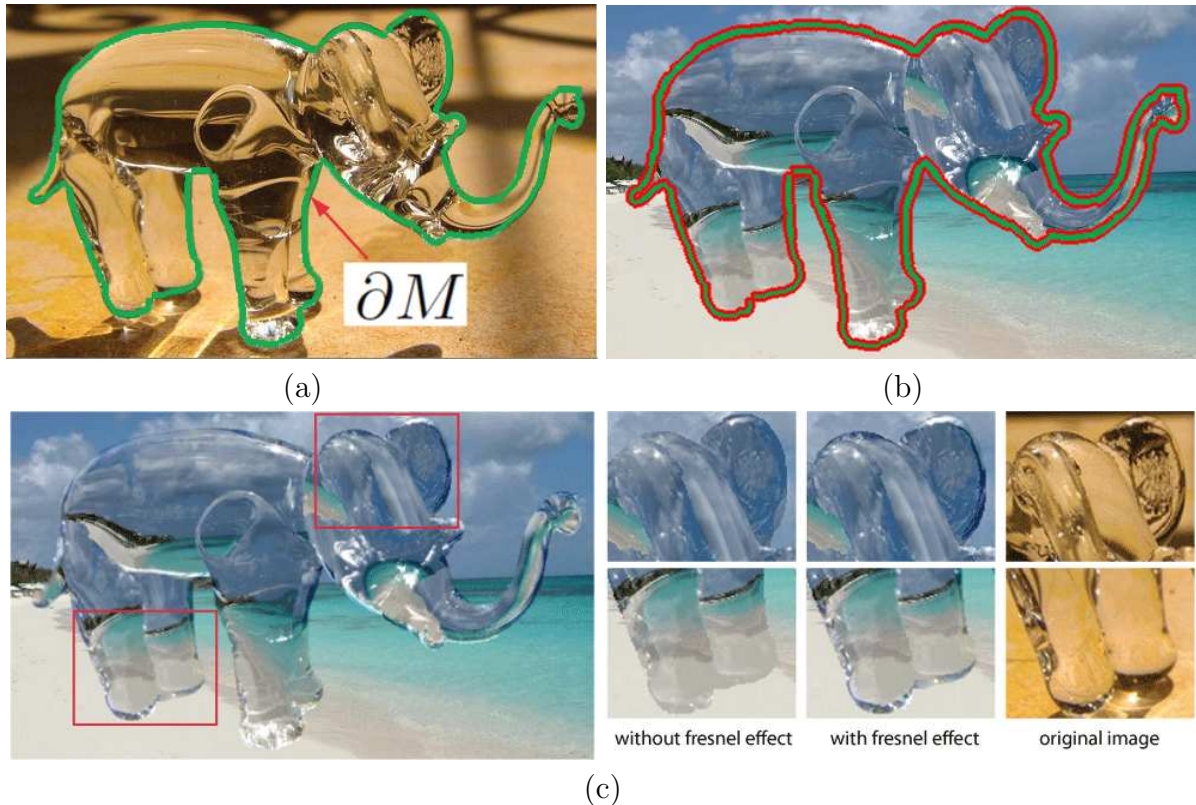 ∂M
(a)
(b)
without fresnel effect
with fresnel effect
original image
(c)